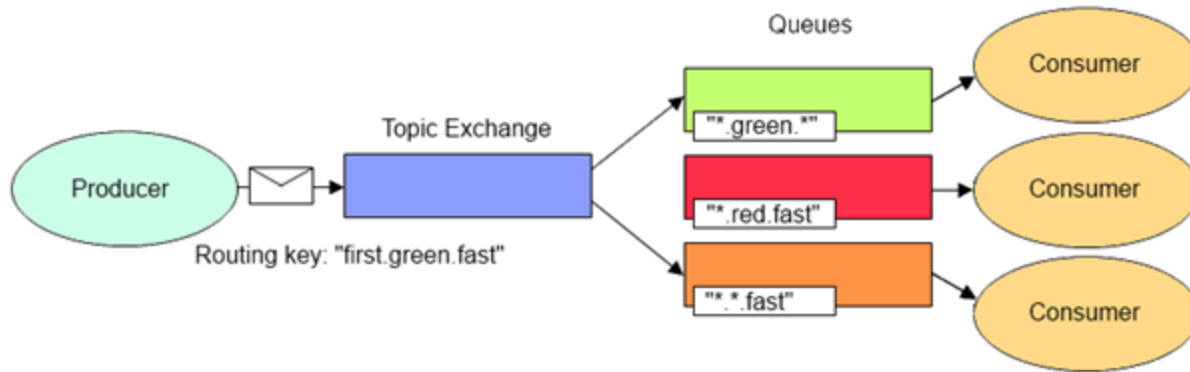 Queues
Consumer
"*.green.*"
Topic Exchange
Producer
"*.red.fast"
Consumer
Routing key: "first.green.fast"
"*.*.fast"
Consumer